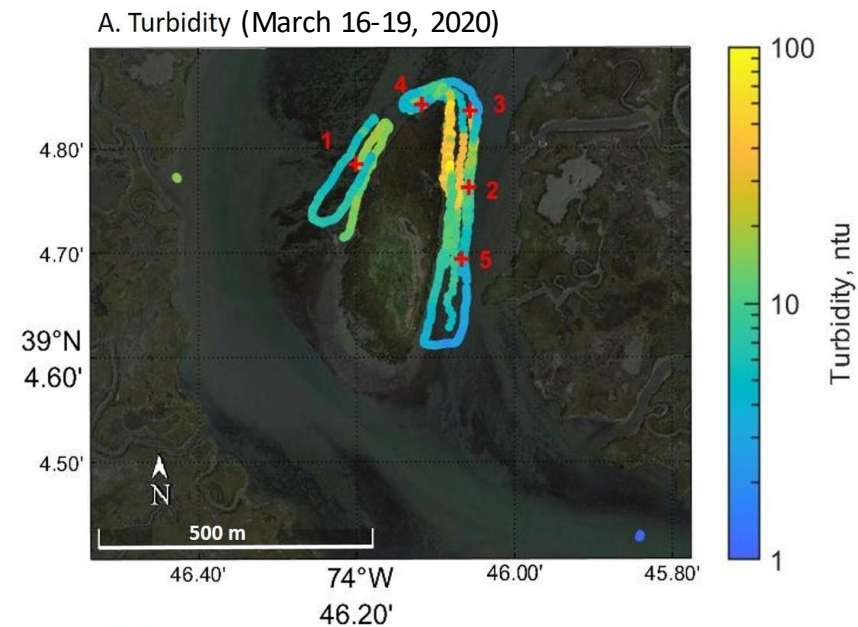 A. Turbidity (March 16-19, 2020)
4
3
1
2
5
4.80'
4.70'
39°N
4.60'
4.50'
N
500 m
46.40'
74°W
46.20'
46.00'
45.80'
100
10
1
Turbidity, ntu